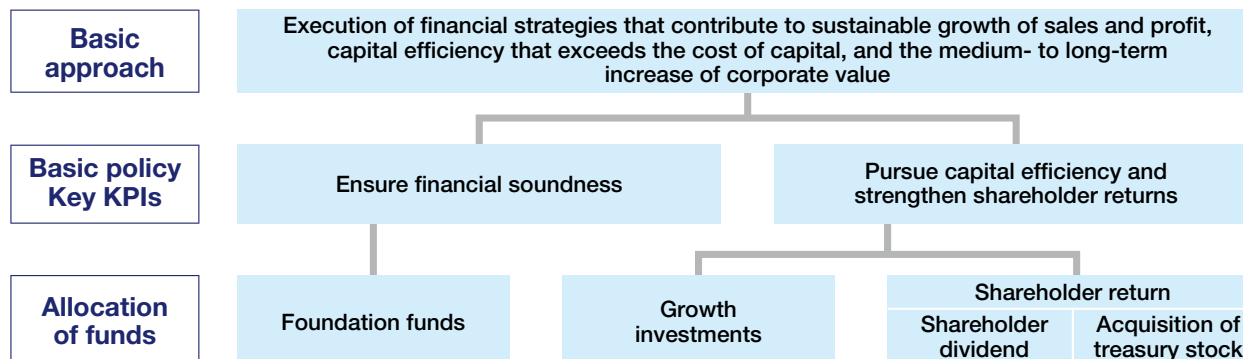 Basic
approach
Execution of financial strategies that contribute to sustainable growth of sales and profit,
capital efficiency that exceeds the cost of capital, and the medium- to long-term
increase of corporate value
Basic policy
Key KPIs
Ensure financial soundness
Pursue capital efficiency and
strengthen shareholder returns
Allocation
of funds
Foundation funds
Growth
investments
Shareholder return
Shareholder
dividend
Acquisition of
treasury stock